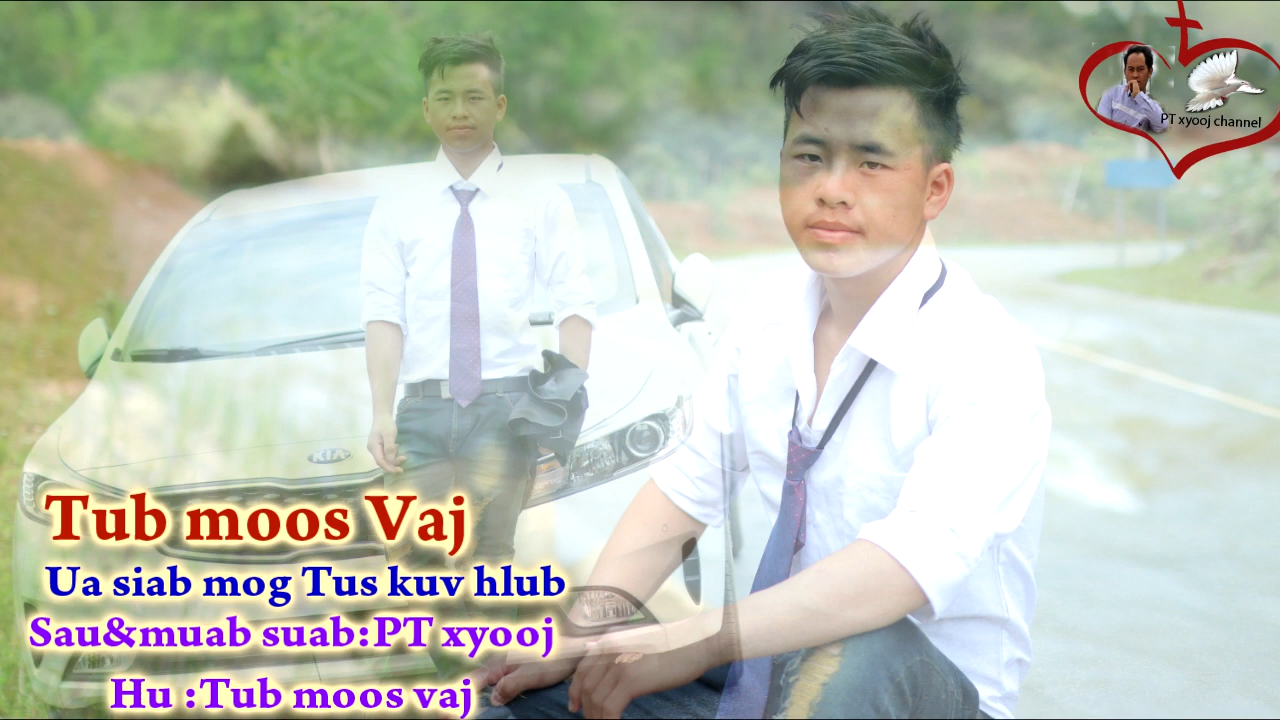 PT xyooj channel
KIA
Tub moos Vaj
Ua siab mog Tus kuv hlub
Sau&muab suab:PT xyooj
Hu :Tub moos vaj